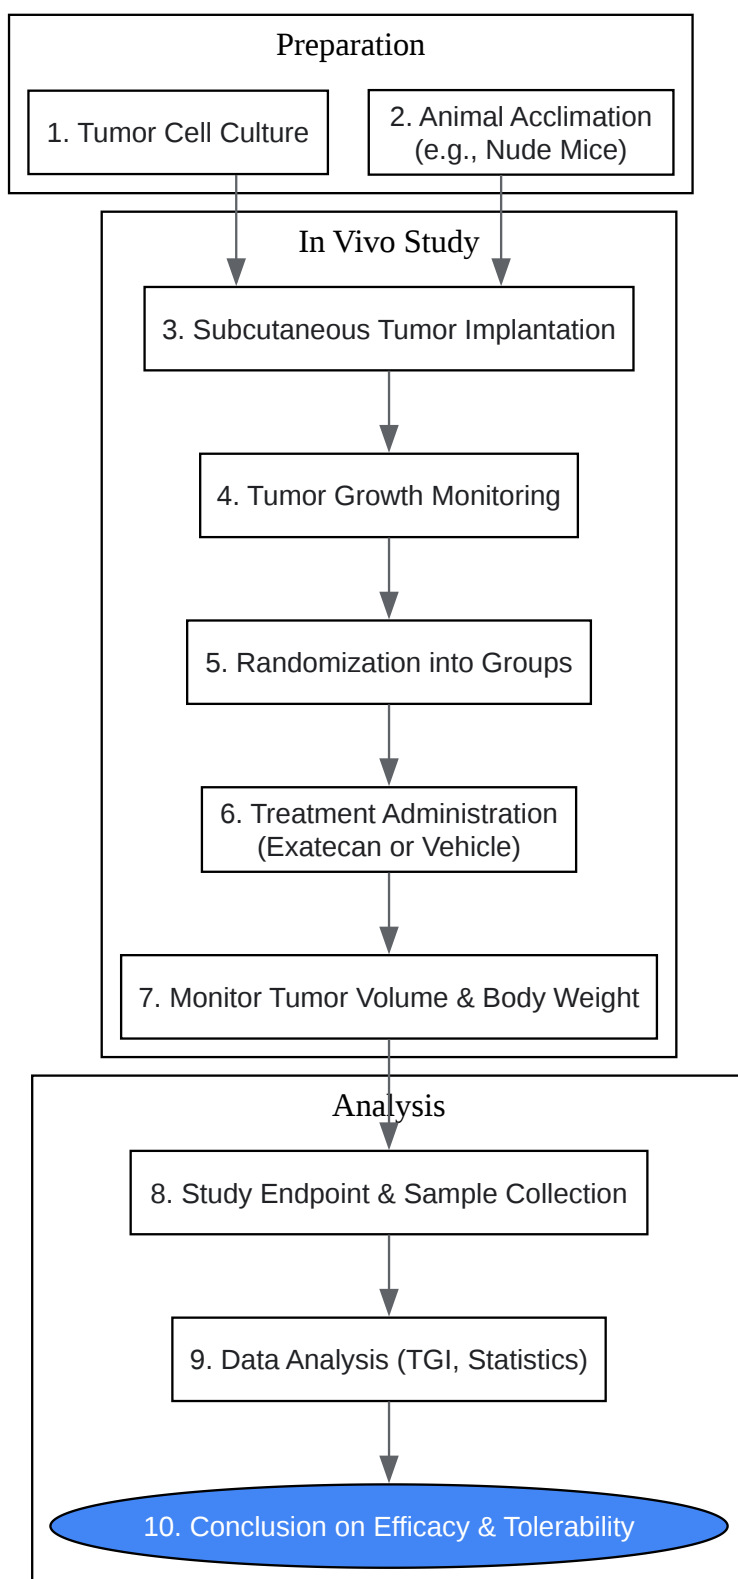 Preparation
1. Tumor Cell Culture
2. Animal Acclimation
(e.g., Nude Mice)
In Vivo Study
3. Subcutaneous Tumor Implantation
4. Tumor Growth Monitoring
5. Randomization into Groups
6. Treatment Administration
(Exatecan or Vehicle)
7. Monitor Tumor Volume & Body Weight
Analysis
8. Study Endpoint & Sample Collection
9. Data Analysis (TGI, Statistics)
10. Conclusion on Efficacy & Tolerability